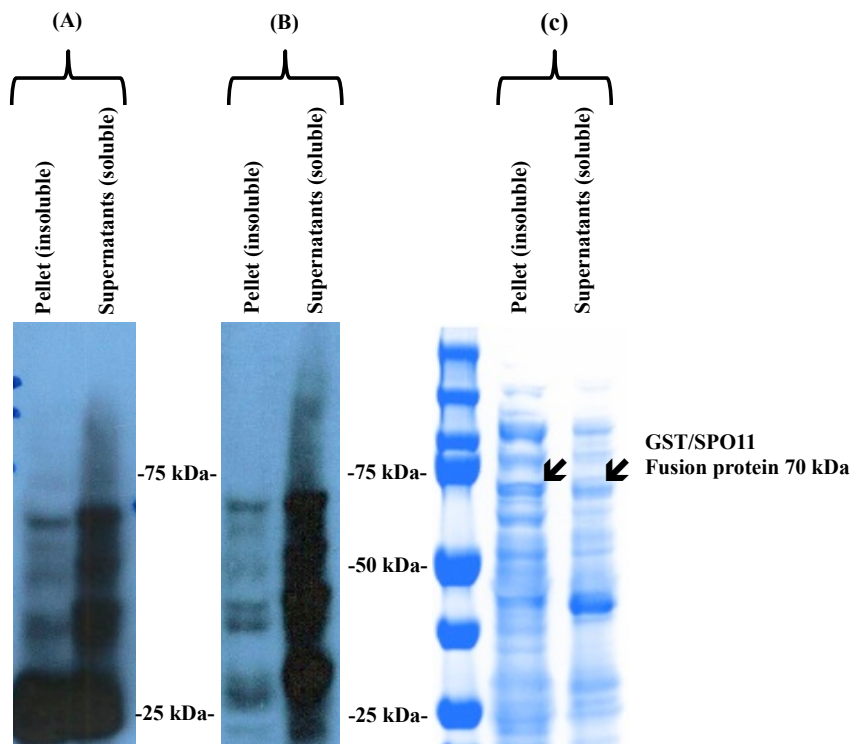 (A)
(B)
(c)
Pellet (insoluble)
Supernatants (soluble)
Pellet (insoluble)
Supernatants (soluble)
Pellet (insoluble)
Supernatants (soluble)
-75 kDa-
-75 kDa-
GST/SPO11
Fusion protein 70 kDa
-50 kDa-
-25 kDa-
-25 kDa-